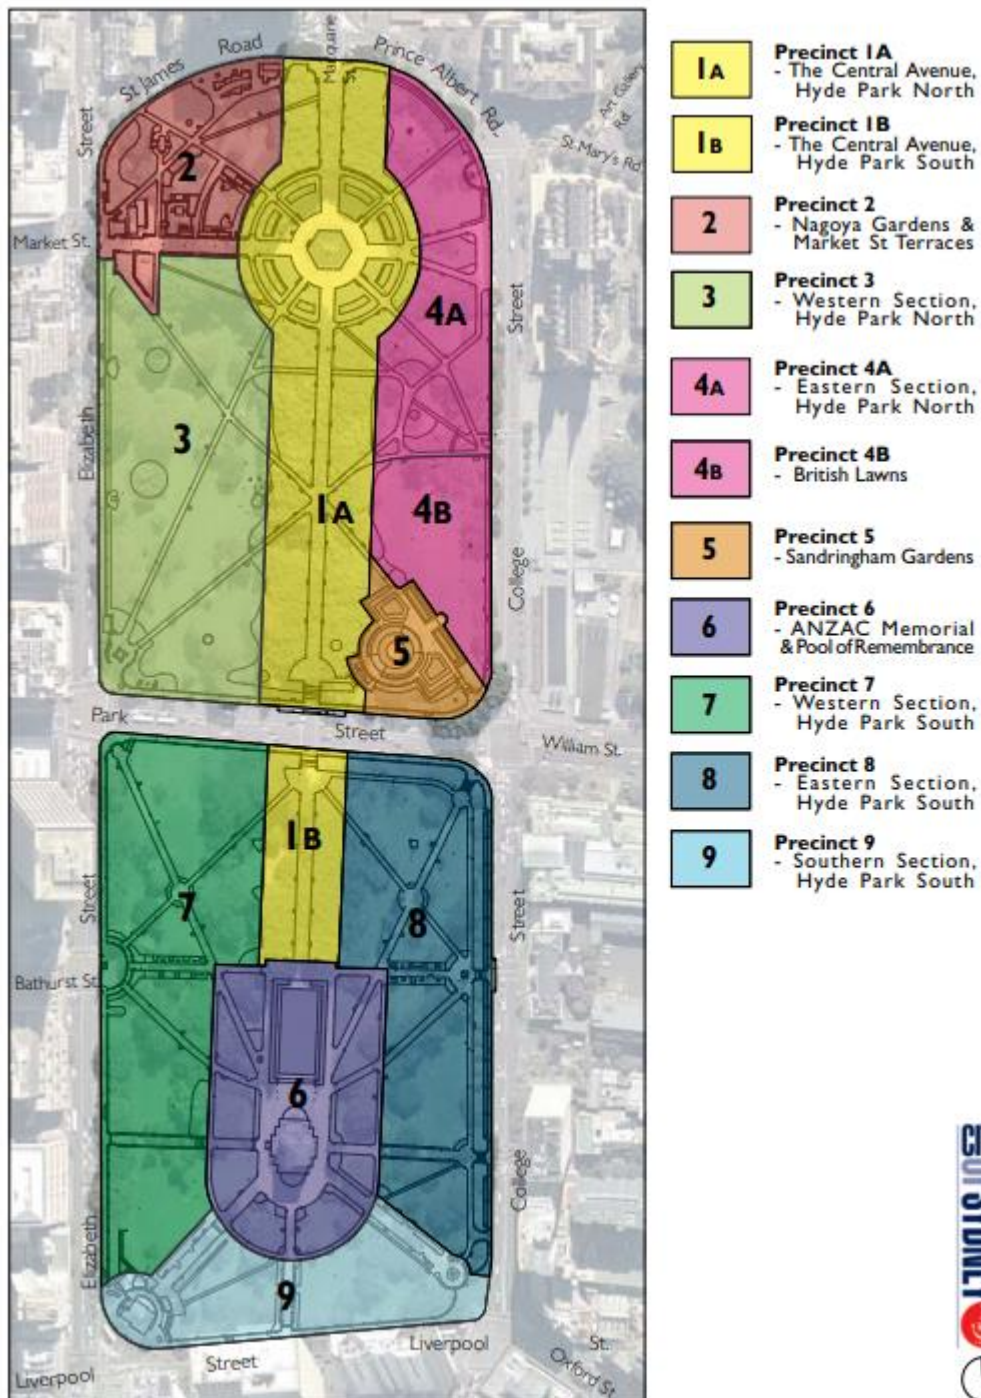 St James
Road
Macquarie
St.
Prince Albert Rd.
Art Gallery
Rd.
St. Mary's Rd.
Street
2
Market St.
4A
Street
Elizabeth
3
1A
4B
College
5
Park
Street
William St.
1B
7
8
Street
Street
Bathurst St.
6
College
Elizabeth
9
Liverpool
St.
Oxford St
Street
Liverpool
1A
Precinct 1A
- The Central Avenue,
Hyde Park North
1B
Precinct 1B
- The Central Avenue,
Hyde Park South
2
Precinct 2
- Nagoya Gardens &
Market St Terraces
3
Precinct 3
- Western Section,
Hyde Park North
4A
Precinct 4A
- Eastern Section,
Hyde Park North
4B
Precinct 4B
- British Lawns
5
Precinct 5
- Sandringham Gardens
6
Precinct 6
- ANZAC Memorial
& Pool of Remembrance
7
Precinct 7
- Western Section,
Hyde Park South
8
Precinct 8
- Eastern Section,
Hyde Park South
9
Precinct 9
- Southern Section,
Hyde Park South